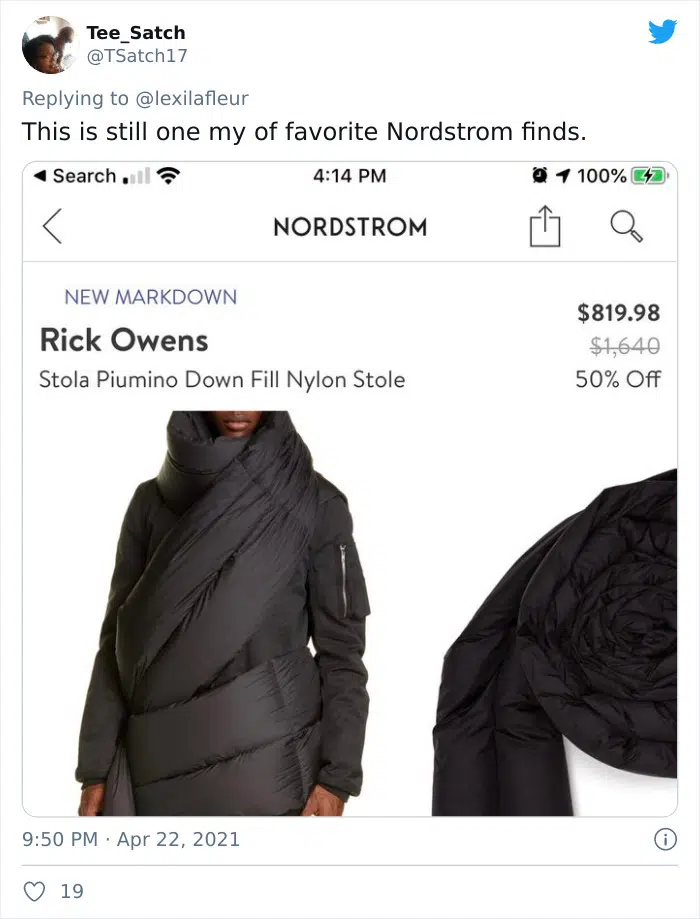 Tee_Satch
@TSatch17
Replying to @lexilafleur
This is still one my of favorite Nordstrom finds.
Search 4:14 PM 100%
NORDSTROM
NEW MARKDOWN
$819.98
Rick Owens
$1,640
Stola Piumino Down Fill Nylon Stole 50% Off
9:50 PM · Apr 22, 2021
19